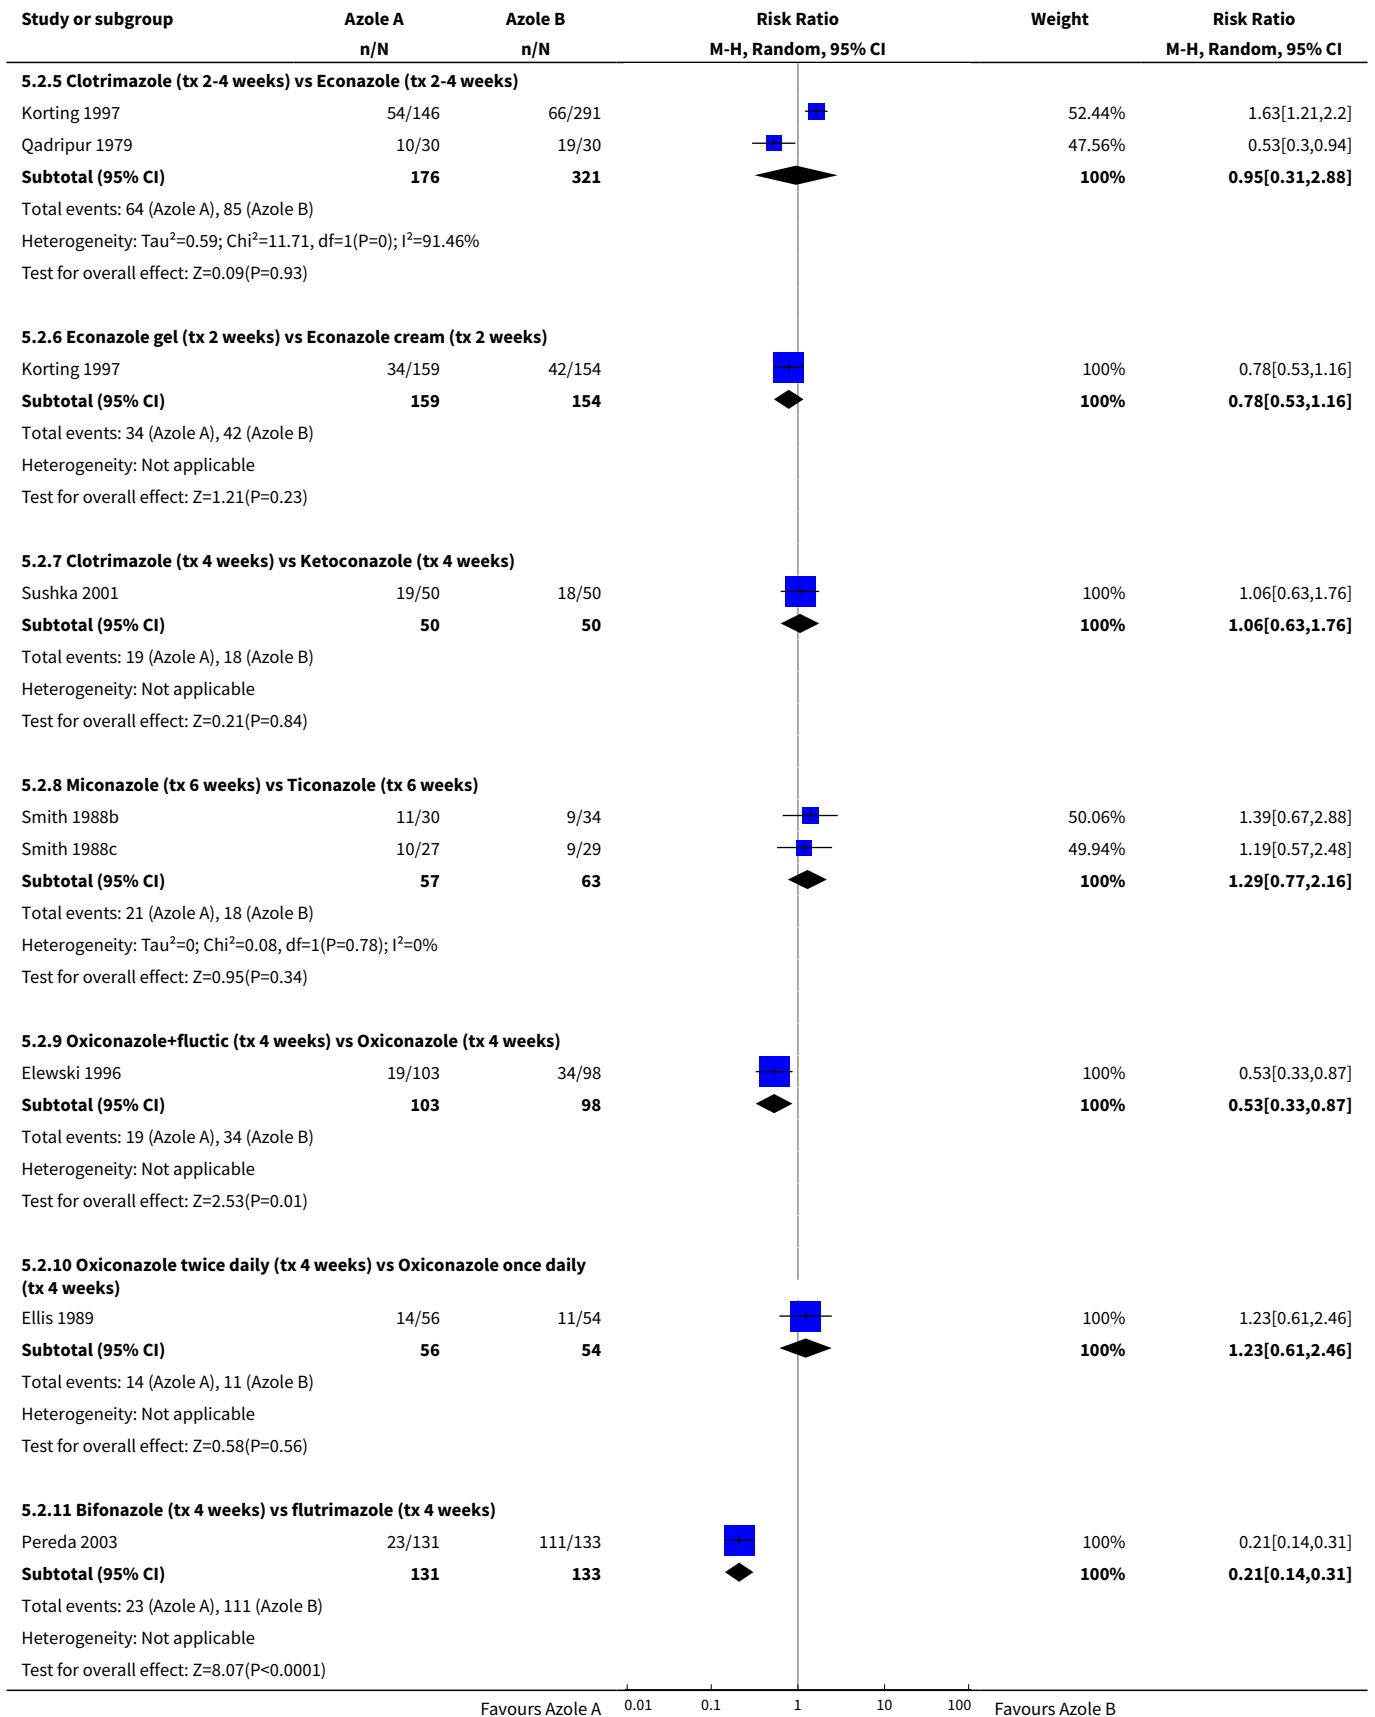 Study or subgroup Azole A Azole B Risk Ratio Weight Risk Ratio
n/N n/N M-H, Random, 95% CI M-H, Random, 95% CI
5.2.5 Clotrimazole (tx 2-4 weeks) vs Econazole (tx 2-4 weeks)
Korting 1997 54/146 66/291 52.44% 1.63[1.21,2.2]
Qadripur 1979 10/30 19/30 47.56% 0.53[0.3,0.94]
Subtotal (95% CI) 176 321 100% 0.95[0.31,2.88]
Total events: 64 (Azole A), 85 (Azole B)
Heterogeneity: Tau²=0.59; Chi²=11.71, df=1(P=0); I²=91.46%
Test for overall effect: Z=0.09(P=0.93)
5.2.6 Econazole gel (tx 2 weeks) vs Econazole cream (tx 2 weeks)
Korting 1997 34/159 42/154 100% 0.78[0.53,1.16]
Subtotal (95% CI) 159 154 100% 0.78[0.53,1.16]
Total events: 34 (Azole A), 42 (Azole B)
Heterogeneity: Not applicable
Test for overall effect: Z=1.21(P=0.23)
5.2.7 Clotrimazole (tx 4 weeks) vs Ketoconazole (tx 4 weeks)
Sushka 2001 19/50 18/50 100% 1.06[0.63,1.76]
Subtotal (95% CI) 50 50 100% 1.06[0.63,1.76]
Total events: 19 (Azole A), 18 (Azole B)
Heterogeneity: Not applicable
Test for overall effect: Z=0.21(P=0.84)
5.2.8 Miconazole (tx 6 weeks) vs Ticonazole (tx 6 weeks)
Smith 1988b 11/30 9/34 50.06% 1.39[0.67,2.88]
Smith 1988c 10/27 9/29 49.94% 1.19[0.57,2.48]
Subtotal (95% CI) 57 63 100% 1.29[0.77,2.16]
Total events: 21 (Azole A), 18 (Azole B)
Heterogeneity: Tau²=0; Chi²=0.08, df=1(P=0.78); I²=0%
Test for overall effect: Z=0.95(P=0.34)
5.2.9 Oxiconazole+fluctic (tx 4 weeks) vs Oxiconazole (tx 4 weeks)
Elewski 1996 19/103 34/98 100% 0.53[0.33,0.87]
Subtotal (95% CI) 103 98 100% 0.53[0.33,0.87]
Total events: 19 (Azole A), 34 (Azole B)
Heterogeneity: Not applicable
Test for overall effect: Z=2.53(P=0.01)
5.2.10 Oxiconazole twice daily (tx 4 weeks) vs Oxiconazole once daily
(tx 4 weeks)
Ellis 1989 14/56 11/54 100% 1.23[0.61,2.46]
Subtotal (95% CI) 56 54 100% 1.23[0.61,2.46]
Total events: 14 (Azole A), 11 (Azole B)
Heterogeneity: Not applicable
Test for overall effect: Z=0.58(P=0.56)
5.2.11 Bifonazole (tx 4 weeks) vs flutrimazole (tx 4 weeks)
Pereda 2003 23/131 111/133 100% 0.21[0.14,0.31]
Subtotal (95% CI) 131 133 100% 0.21[0.14,0.31]
Total events: 23 (Azole A), 111 (Azole B)
Heterogeneity: Not applicable
Test for overall effect: Z=8.07(P<0.0001)
Favours Azole A 0.01 0.1 1 10 100 Favours Azole B